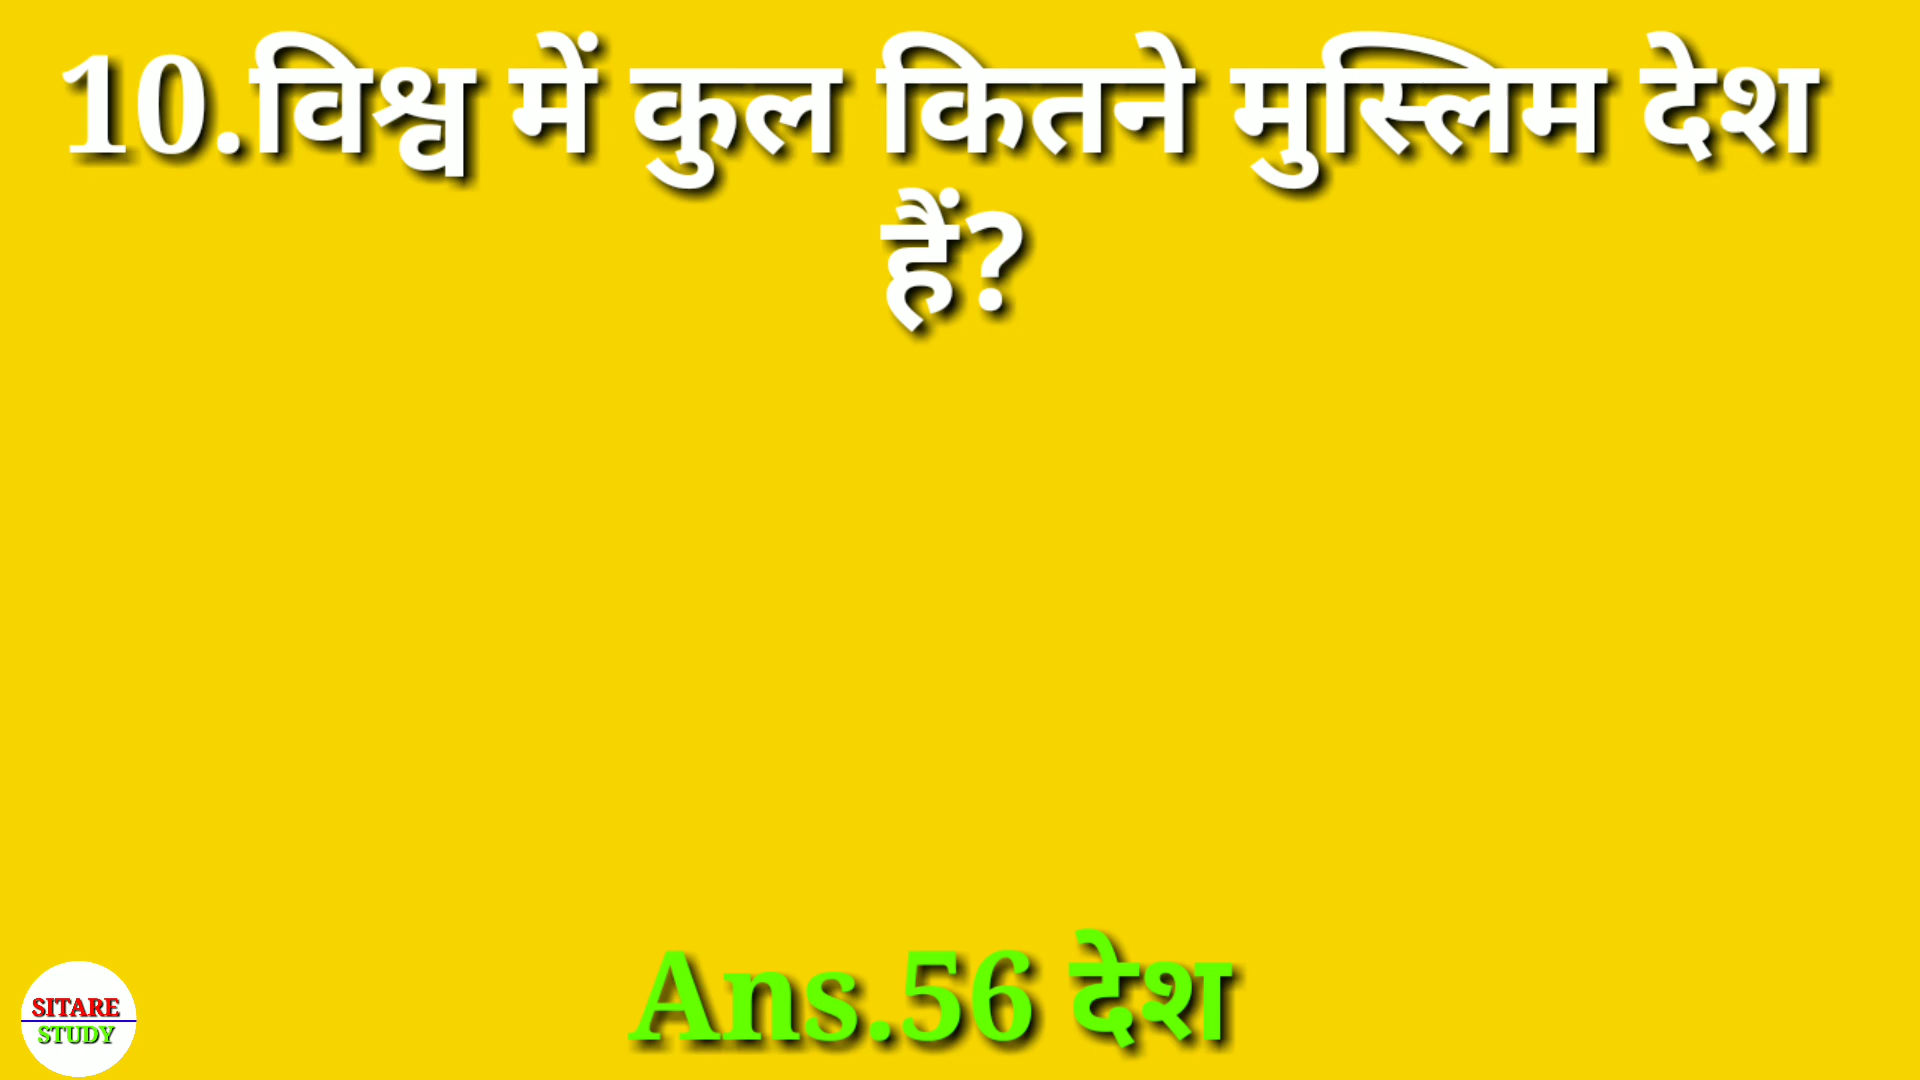 10.विश्व में कुल कितने मुस्लिम देश
हैं?
Ans.56 देश
SITARE
STUDY